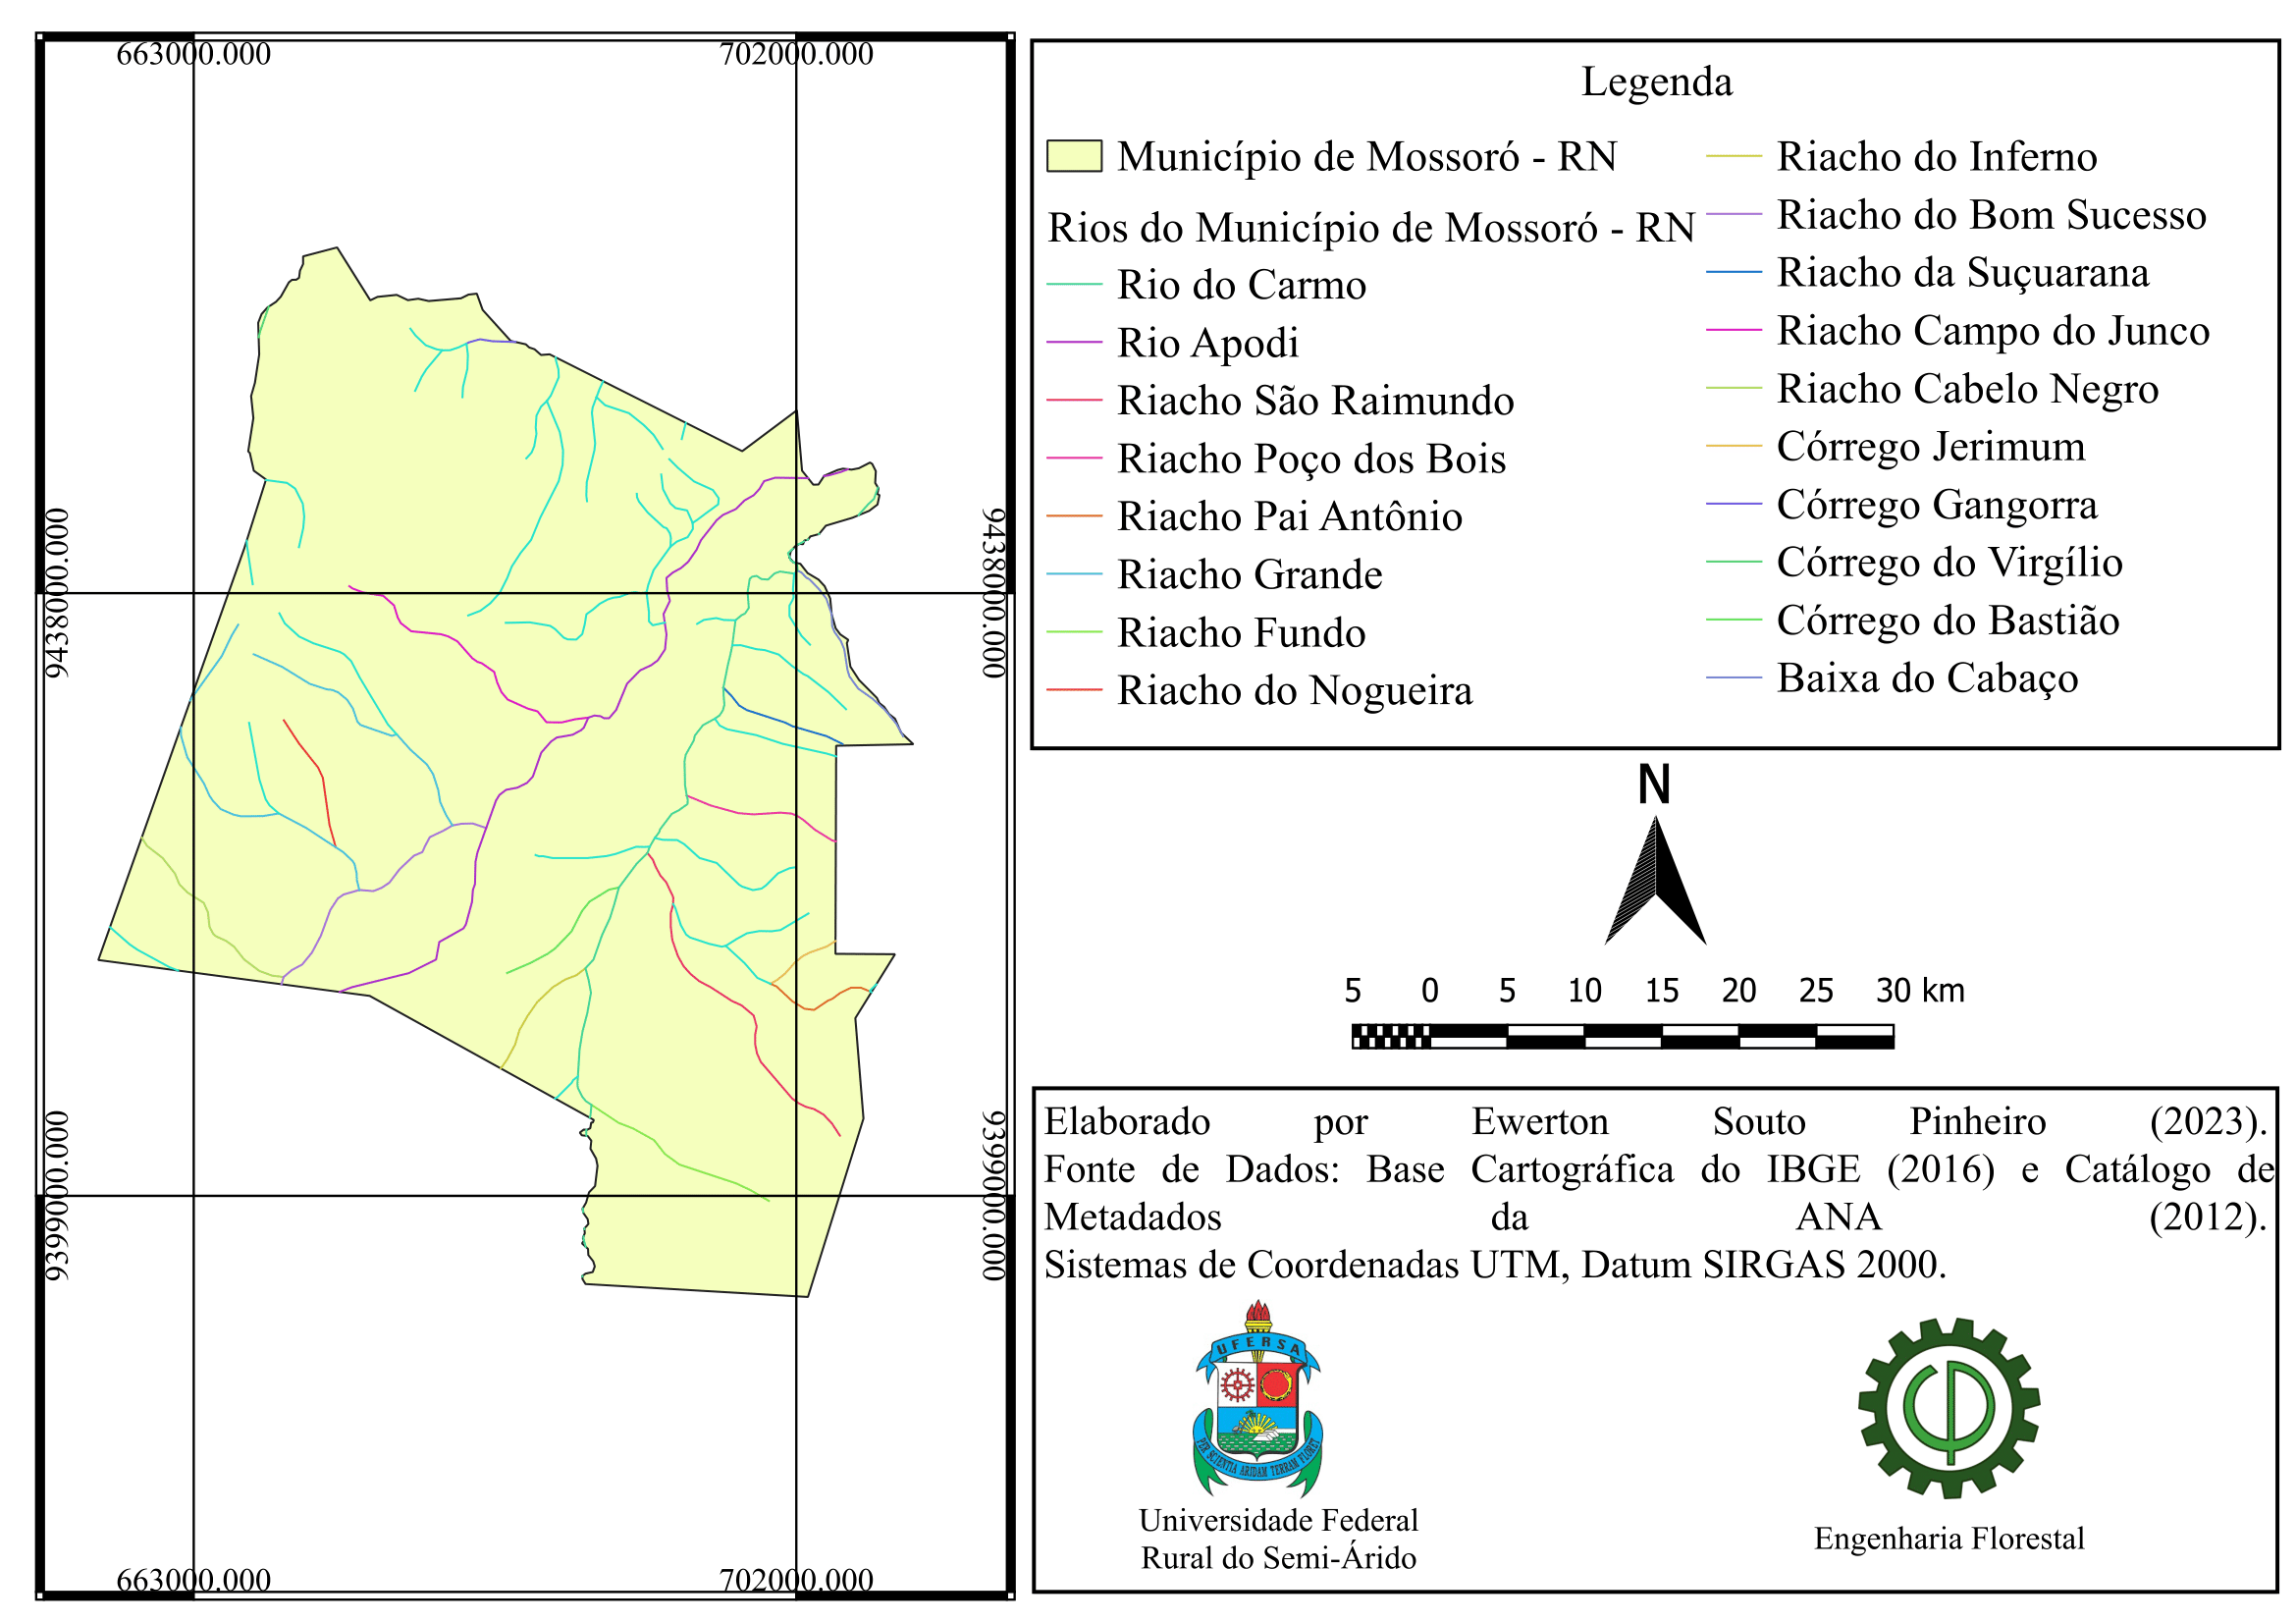 663000.000
702000.000
9438000.000
9438000.000
9399000.000
9399000.000
663000.000
702000.000
Legenda
Município de Mossoró - RN
Rios do Município de Mossoró - RN
Rio do Carmo
Rio Apodi
Riacho São Raimundo
Riacho Poço dos Bois
Riacho Pai Antônio
Riacho Grande
Riacho Fundo
Riacho do Nogueira
Riacho do Inferno
Riacho do Bom Sucesso
Riacho da Suçuarana
Riacho Campo do Junco
Riacho Cabelo Negro
Córrego Jerimum
Córrego Gangorra
Córrego do Virgílio
Córrego do Bastião
Baixa do Cabaço
N
5 0 5 10 15 20 25 30 km
Elaborado por Ewerton Souto Pinheiro (2023).
Fonte de Dados: Base Cartográfica do IBGE (2016) e Catálogo de
Metadados da ANA (2012).
Sistemas de Coordenadas UTM, Datum SIRGAS 2000.
UFERSA
PER SCIENTIA ARIDAM TERRAM FLORET
Universidade Federal
Rural do Semi-Árido
Engenharia Florestal